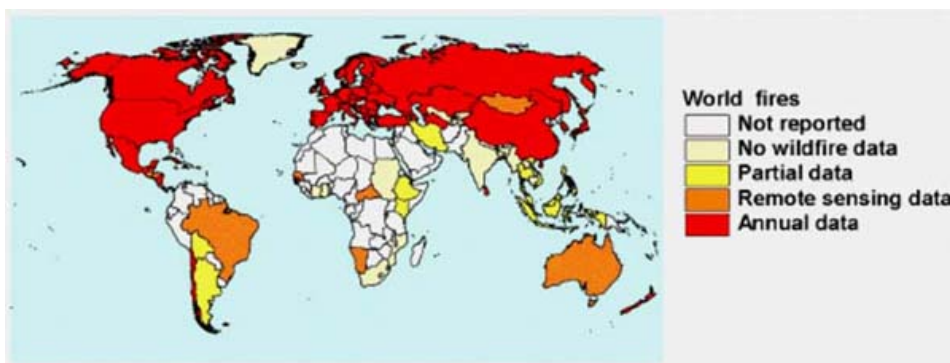 World fires
Not reported
No wildfire data
Partial data
Remote sensing data
Annual data